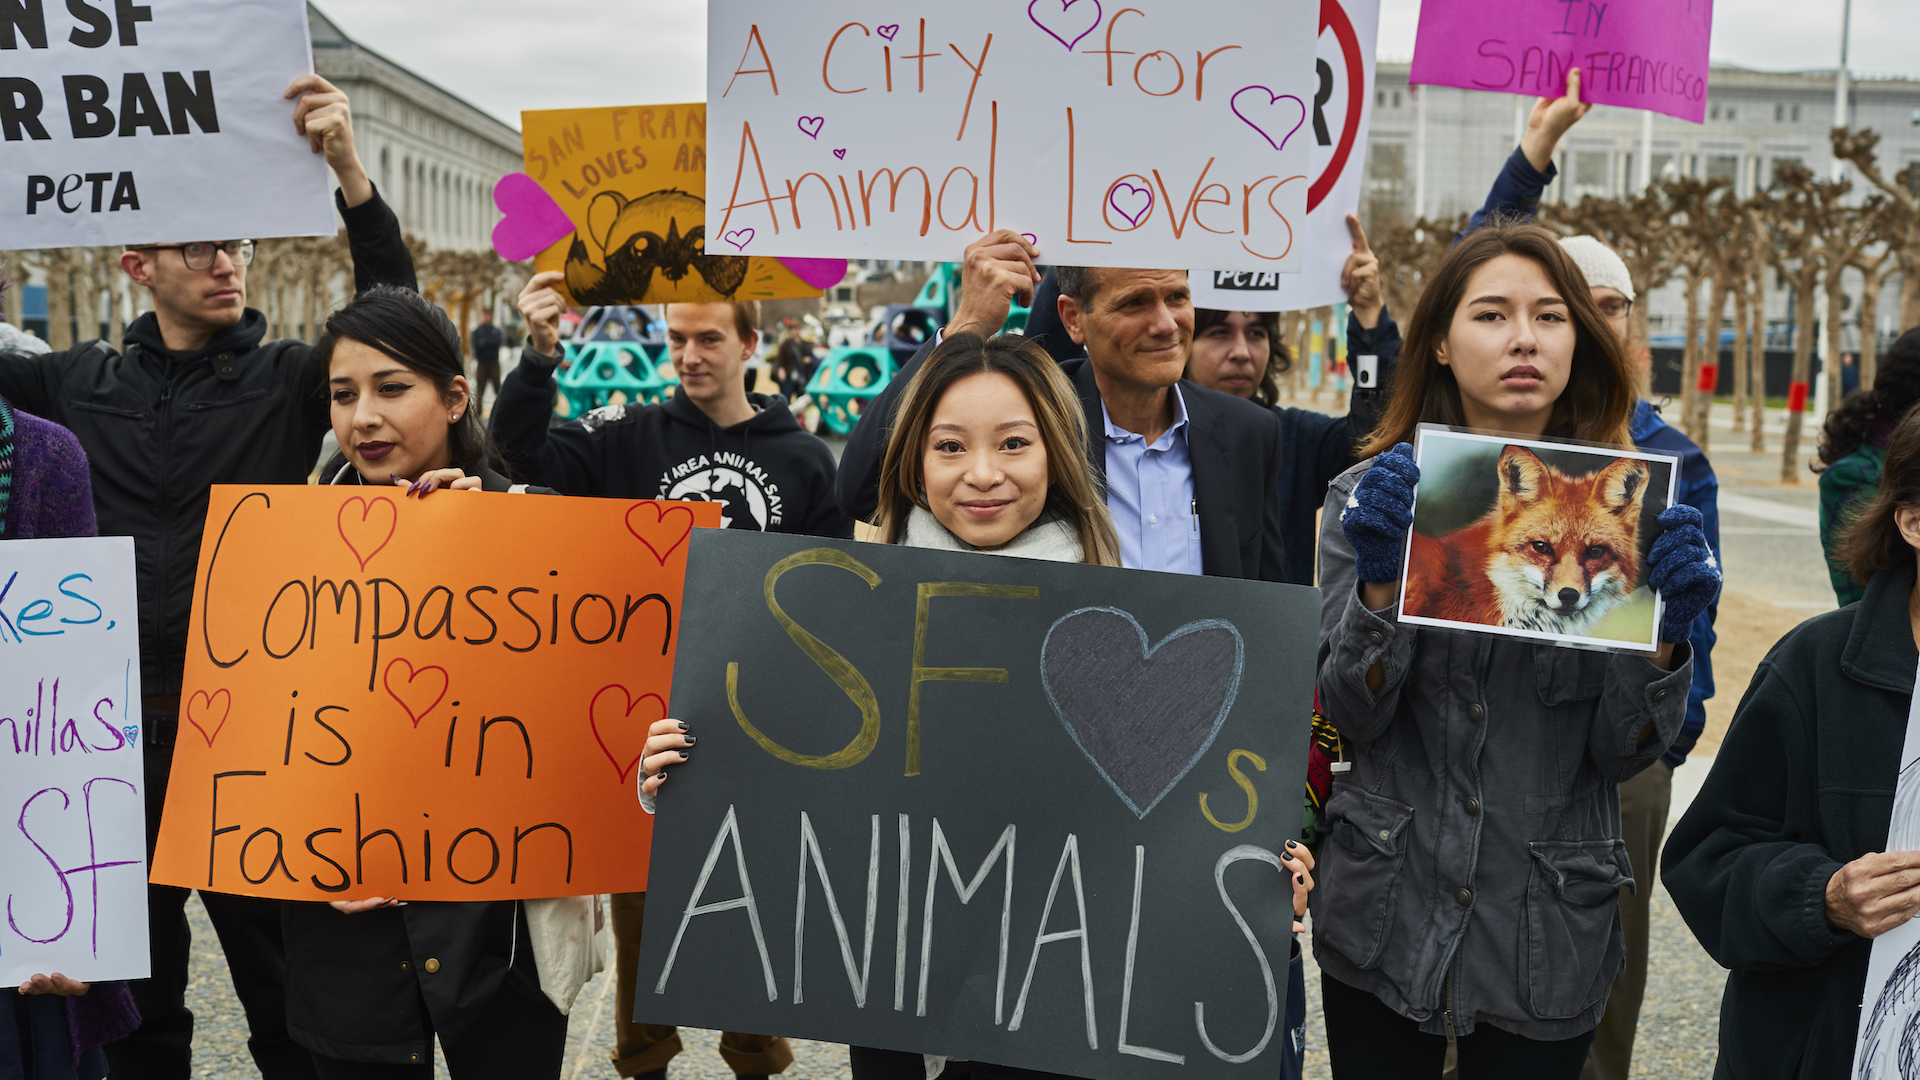 N SF
R BAN
PETA
SAN FRAN
LOVES AN
A City for
Animal Lovers
R
PETA
IN
SAN FRANCISCO
AY AREA ANIMAL SAVE
Compassion
is in
Fashion
SF s
ANIMALS
kes,
nillas!
SF